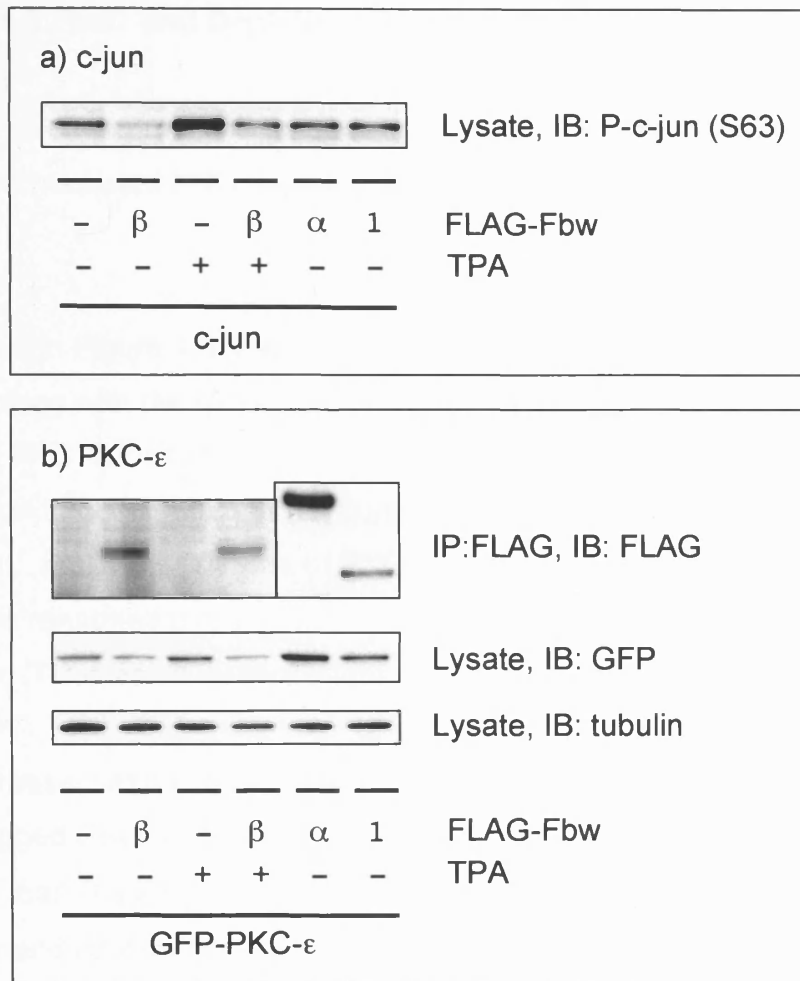 a) c-jun
Lysate, IB: P-c-jun (S63)
– β – β α 1 FLAG-Fbw
– – + + – – TPA
c-jun
b) PKC-ε
IP:FLAG, IB: FLAG
Lysate, IB: GFP
Lysate, IB: tubulin
– β – β α 1 FLAG-Fbw
– – + + – – TPA
GFP-PKC-ε